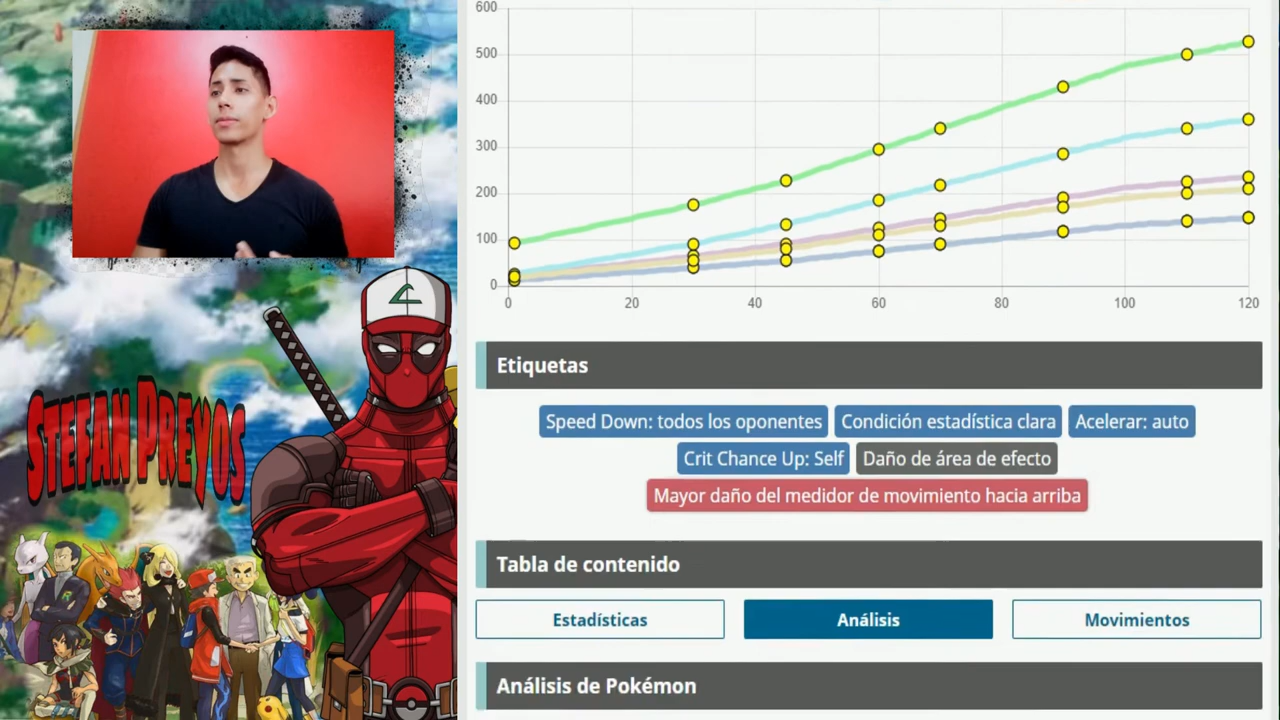 600
500
400
300
200
100
0
0 20 40 60 80 100 120
Etiquetas
Speed Down: todos los oponentes Condición estadística clara Acelerar: auto
Crit Chance Up: Self Daño de área de efecto
Mayor daño del medidor de movimiento hacia arriba
Tabla de contenido
Estadísticas Análisis Movimientos
Análisis de Pokémon
STEFAN PREYOS